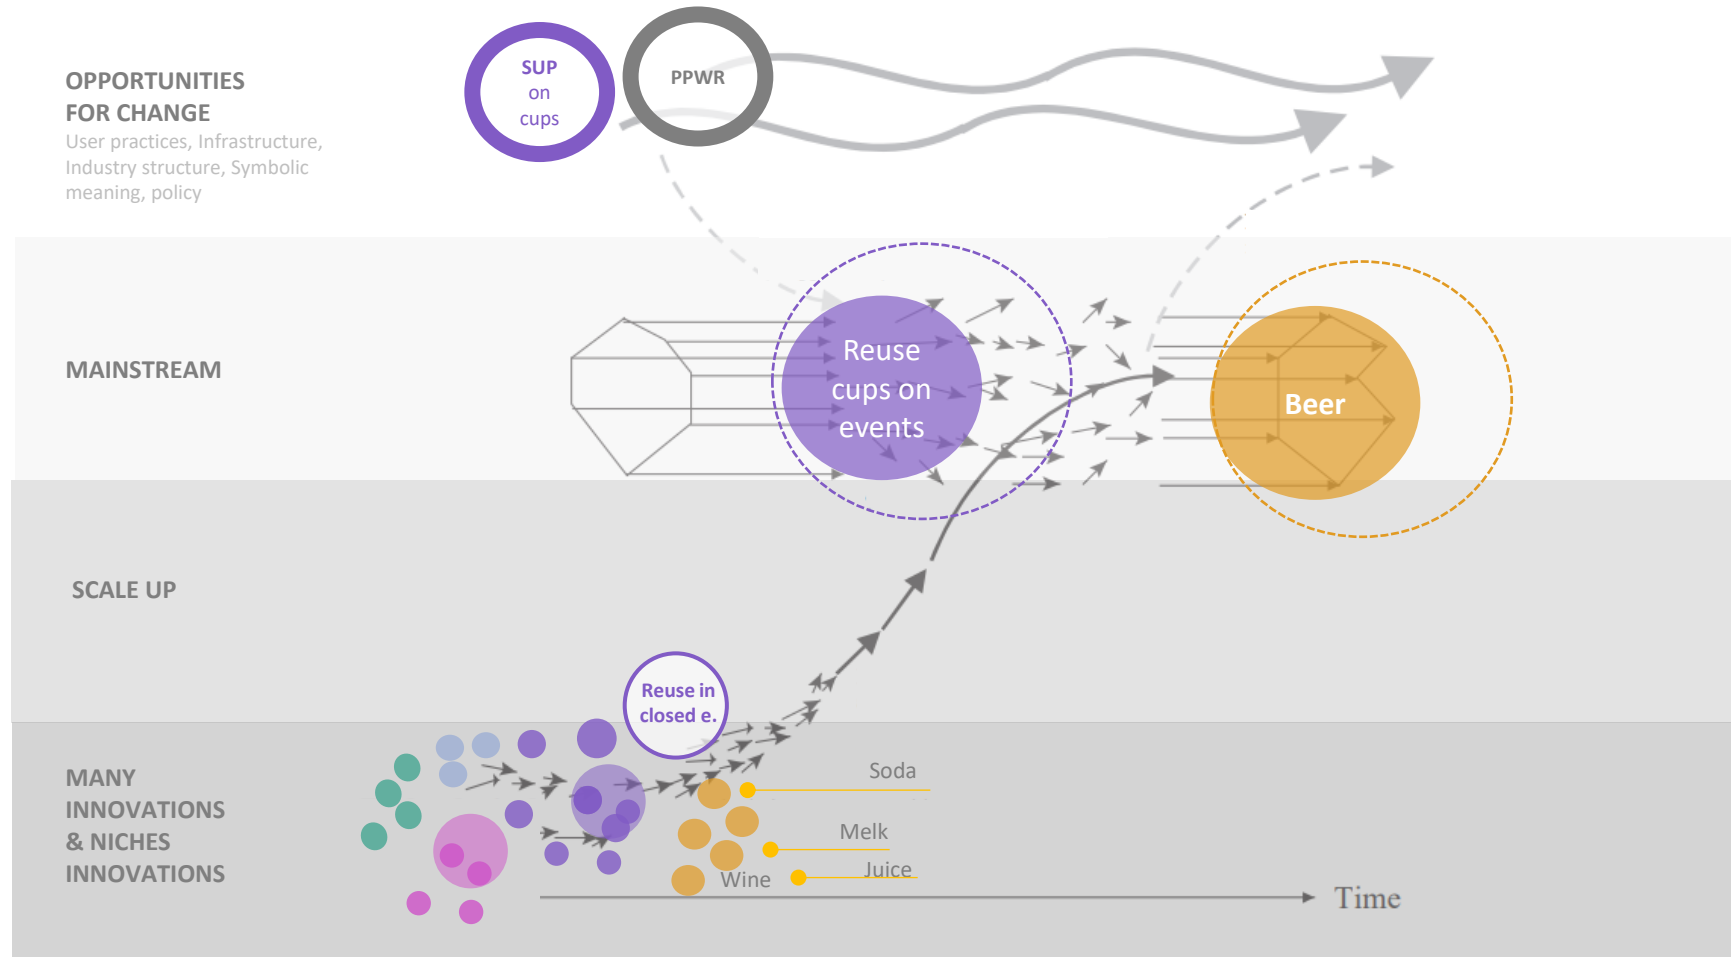 SUP
on
cups
PPWR
OPPORTUNITIES
FOR CHANGE
User practices, Infrastructure,
Industry structure, Symbolic
meaning, policy
MAINSTREAM
Reuse
cups on
events
Beer
SCALE UP
Reuse in
closed e.
MANY
INNOVATIONS
& NICHES
INNOVATIONS
Soda
Melk
Juice
Wine
Time